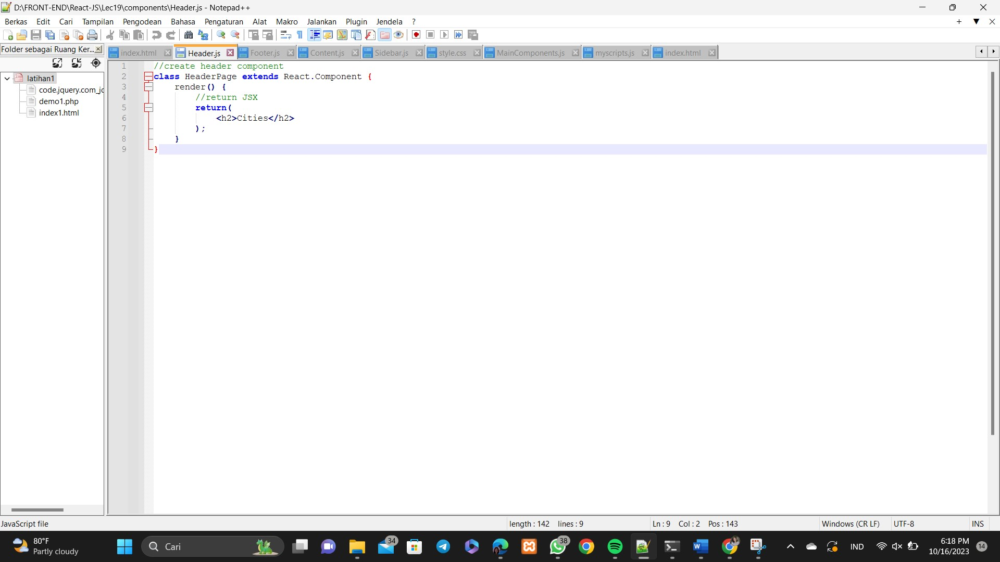 D:\FRONT-END\React-JS\Lec19\components\Header.js - Notepad++
Berkas Edit Cari Tampilan Pengodean Bahasa Pengaturan Alat Makro Jalankan Plugin Jendela ?
Folder sebagai Ruang Ker...
index.html Header.js Footer.js Content.js Sidebar.js style.css MainComponents.js myscripts.js index.html
latihan1
code.jquery.com_jc
demo1.php
index1.html
1 //create header component
2 class HeaderPage extends React.Component {
3 render() {
4 //return JSX
5 return(
6 <h2>Cities</h2>
7 );
8 }
9 }
JavaScript file length : 142 lines : 9 Ln : 9 Col : 2 Pos : 143 Windows (CR LF) UTF-8 INS
80°F
Partly cloudy
Cari
34
38
IND
6:18 PM
10/16/2023
14